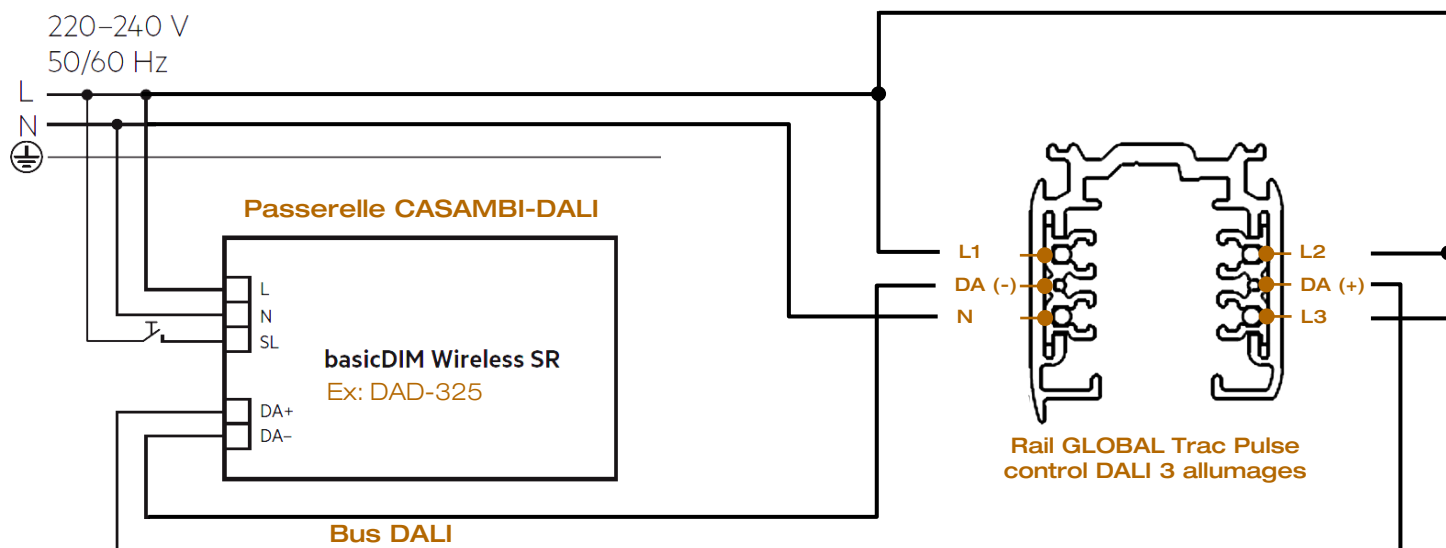 220–240 V
50/60 Hz
L
N
Passerelle CASAMBI-DALI
L
N
SL
basicDIM Wireless SR
Ex: DAD-325
DA+
DA–
Bus DALI
L1
DA (-)
N
L2
DA (+)
L3
Rail GLOBAL Trac Pulse
control DALI 3 allumages